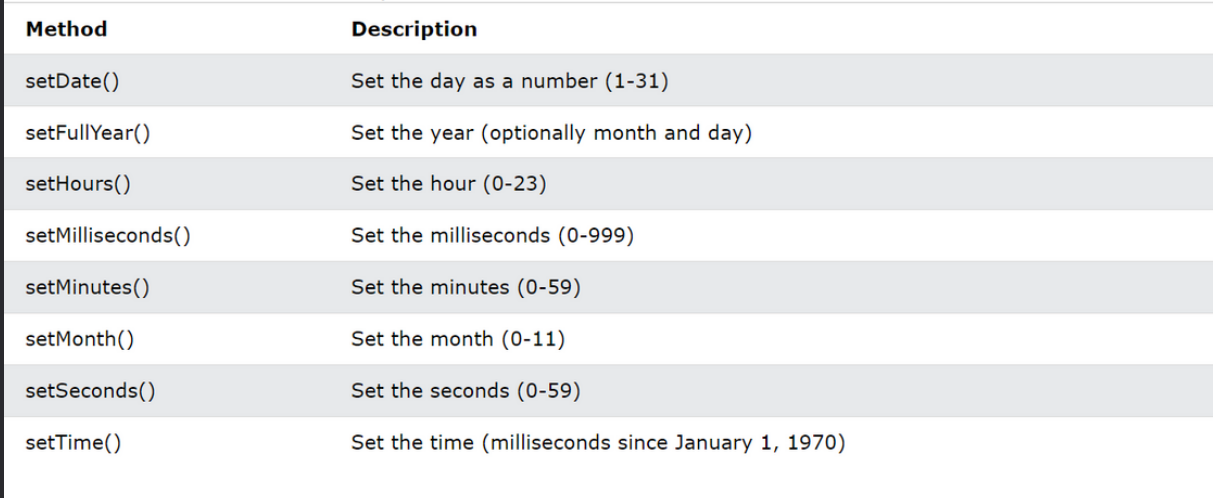 Method Description
setDate() Set the day as a number (1-31)
setFullYear() Set the year (optionally month and day)
setHours() Set the hour (0-23)
setMilliseconds() Set the milliseconds (0-999)
setMinutes() Set the minutes (0-59)
setMonth() Set the month (0-11)
setSeconds() Set the seconds (0-59)
setTime() Set the time (milliseconds since January 1, 1970)